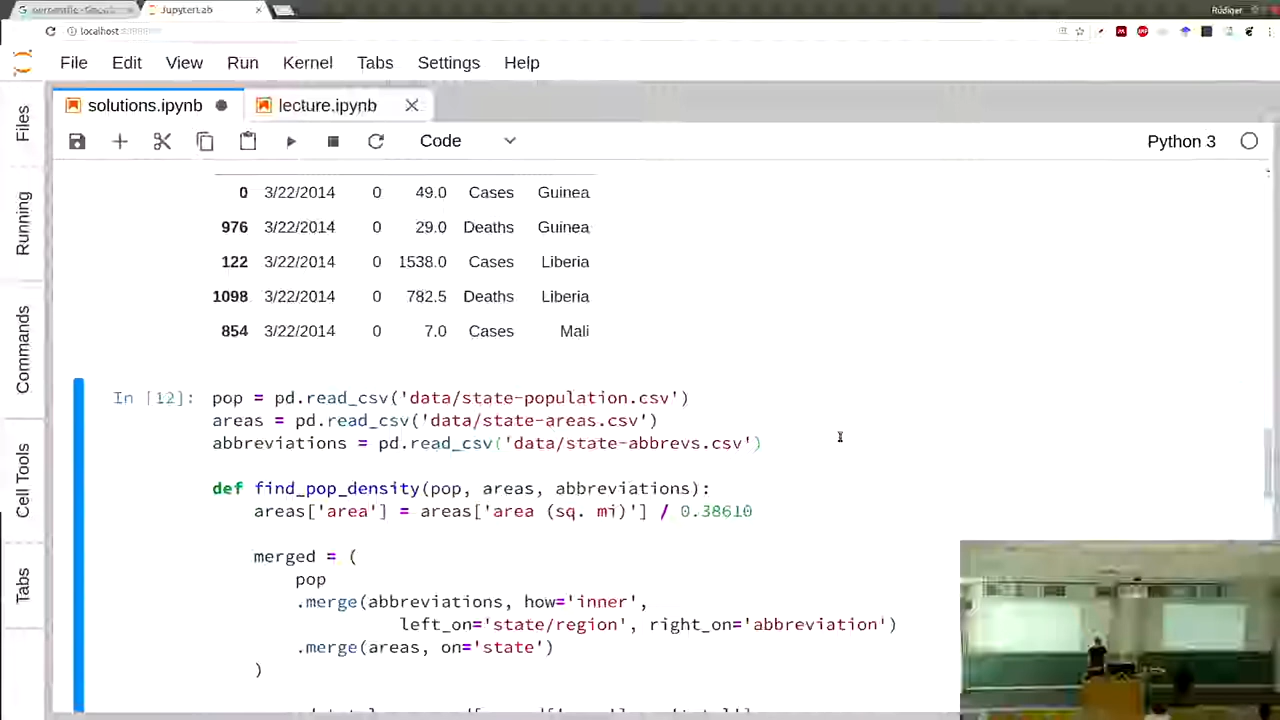 JupyterLab
Rüdiger
localhost
File Edit View Run Kernel Tabs Settings Help
solutions.ipynb lecture.ipynb
Code Python 3
Files
Running
Commands
Cell Tools
Tabs
0 3/22/2014 0 49.0 Cases Guinea
976 3/22/2014 0 29.0 Deaths Guinea
122 3/22/2014 0 1538.0 Cases Liberia
1098 3/22/2014 0 782.5 Deaths Liberia
854 3/22/2014 0 7.0 Cases Mali
In [12]: pop = pd.read_csv('data/state-population.csv')
areas = pd.read_csv('data/state-areas.csv')
abbreviations = pd.read_csv('data/state-abbrevs.csv')
def find_pop_density(pop, areas, abbreviations):
areas['area'] = areas['area (sq. mi)'] / 0.38610
merged = (
pop
.merge(abbreviations, how='inner',
left_on='state/region', right_on='abbreviation')
.merge(areas, on='state')
)